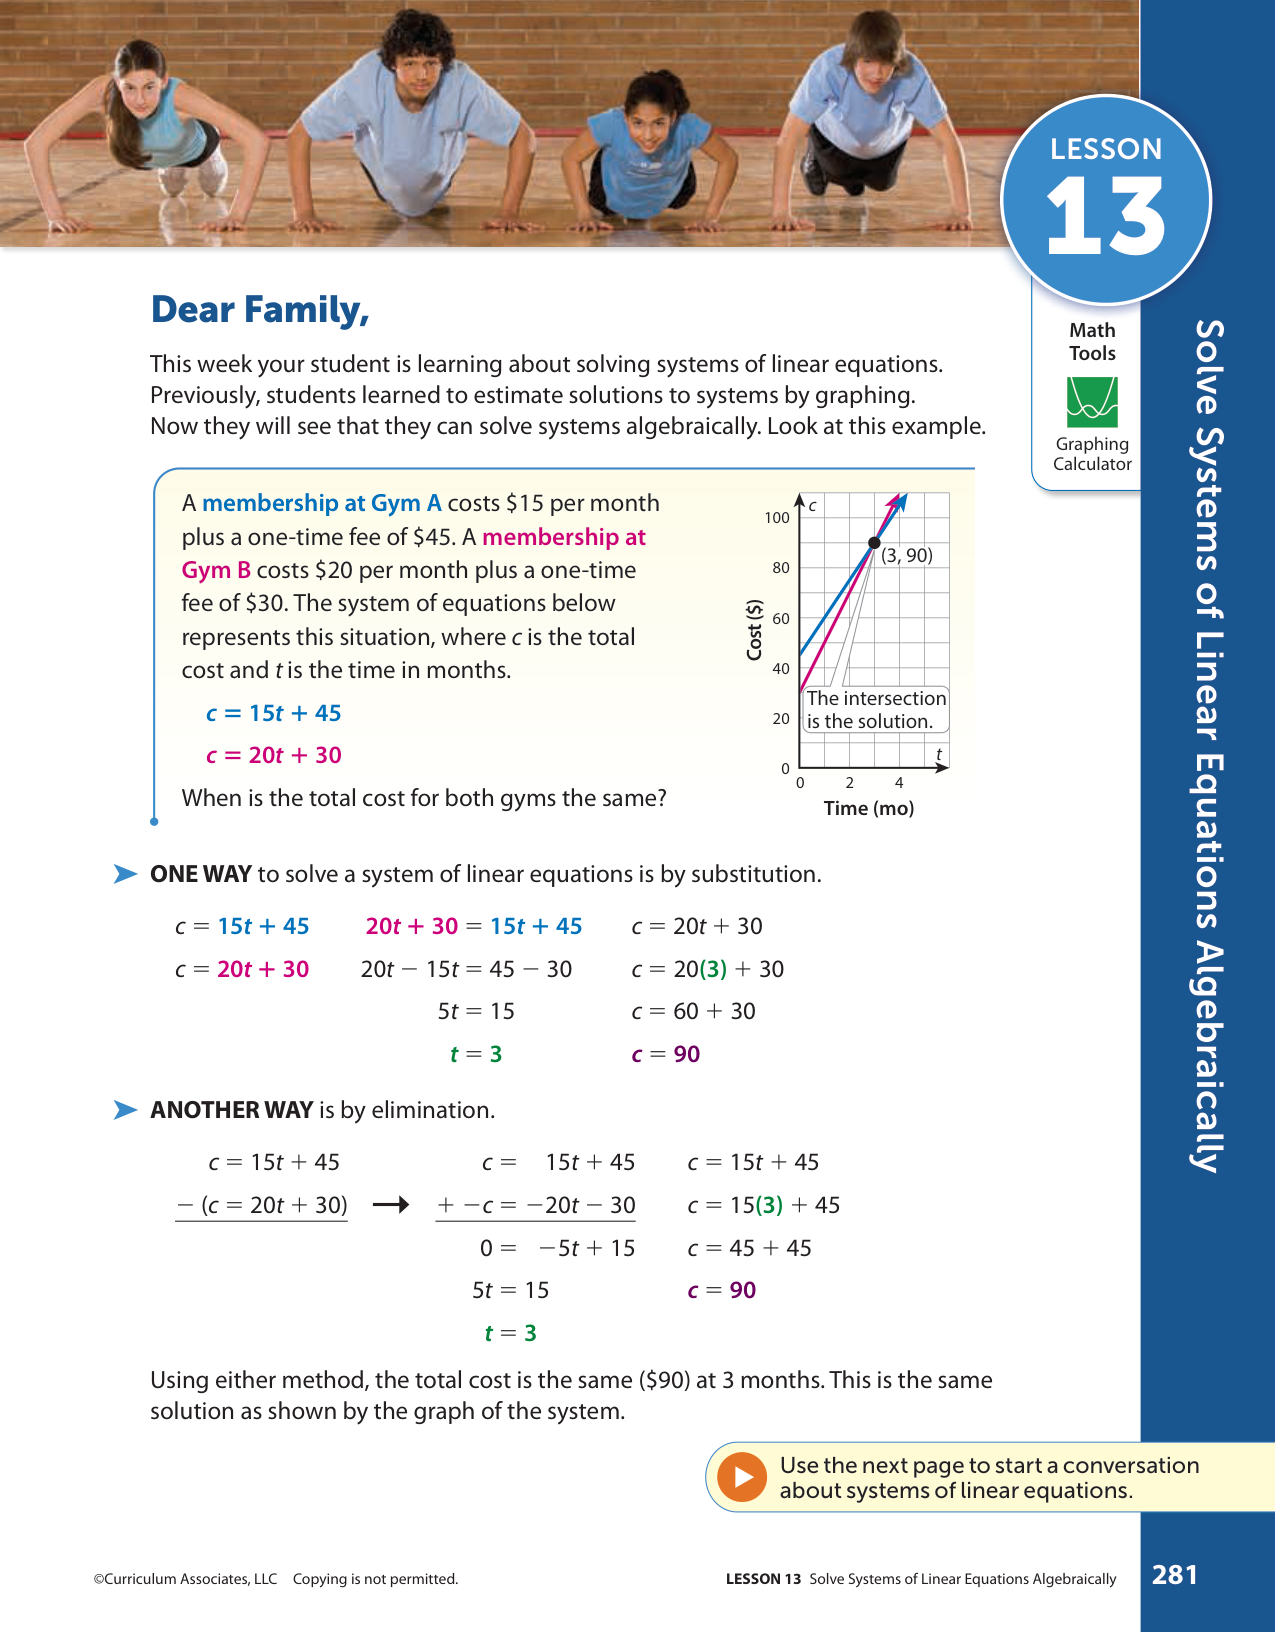 LESSON
13
Math
Tools
Graphing
Calculator
Solve Systems of Linear Equations Algebraically
Dear Family,
This week your student is learning about solving systems of linear equations.
Previously, students learned to estimate solutions to systems by graphing.
Now they will see that they can solve systems algebraically. Look at this example.
A membership at Gym A costs $15 per month
plus a one-time fee of $45. A membership at
Gym B costs $20 per month plus a one-time
fee of $30. The system of equations below
represents this situation, where c is the total
cost and t is the time in months.
c = 15t + 45
c = 20t + 30
When is the total cost for both gyms the same?
c
100
(3, 90)
80
60
Cost ($)
40
The intersection
is the solution.
20
t
0
0 2 4
Time (mo)
ONE WAY to solve a system of linear equations is by substitution.
c = 15t + 45 20t + 30 = 15t + 45 c = 20t + 30
c = 20t + 30 20t − 15t = 45 − 30 c = 20(3) + 30
5t = 15 c = 60 + 30
t = 3 c = 90
ANOTHER WAY is by elimination.
c = 15t + 45 c = 15t + 45 c = 15t + 45
− (c = 20t + 30) → + −c = −20t − 30 c = 15(3) + 45
0 = −5t + 15 c = 45 + 45
5t = 15 c = 90
t = 3
Using either method, the total cost is the same ($90) at 3 months. This is the same
solution as shown by the graph of the system.
Use the next page to start a conversation
about systems of linear equations.
©Curriculum Associates, LLC Copying is not permitted.
LESSON 13 Solve Systems of Linear Equations Algebraically
281